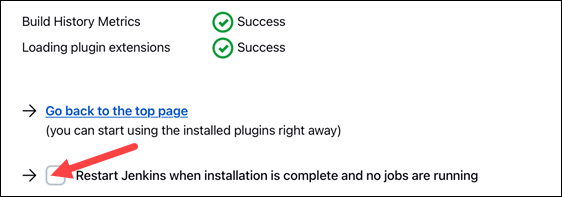 Build History Metrics Success
Loading plugin extensions Success
→ Go back to the top page
(you can start using the installed plugins right away)
→ Restart Jenkins when installation is complete and no jobs are running